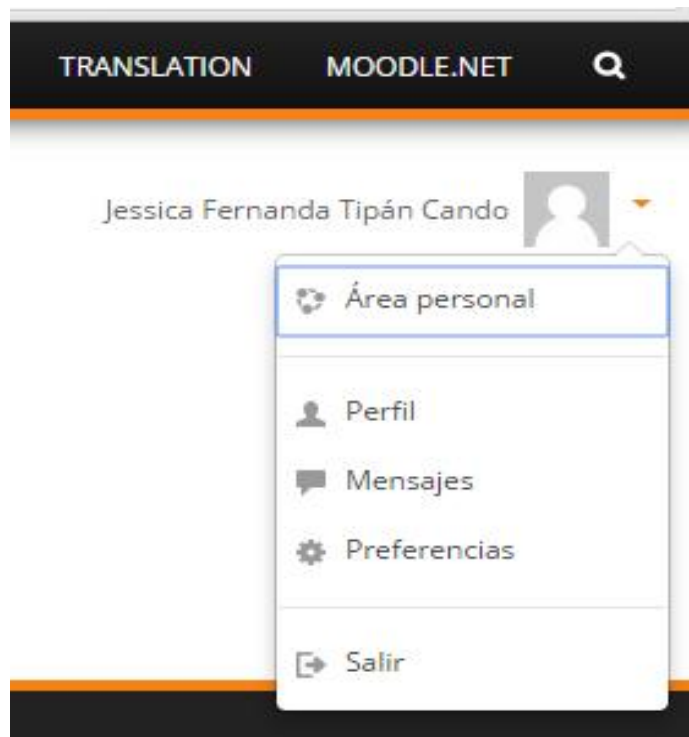 TRANSLATION MOODLE.NET
Jessica Fernanda Tipán Cando
Área personal
Perfil
Mensajes
Preferencias
Salir